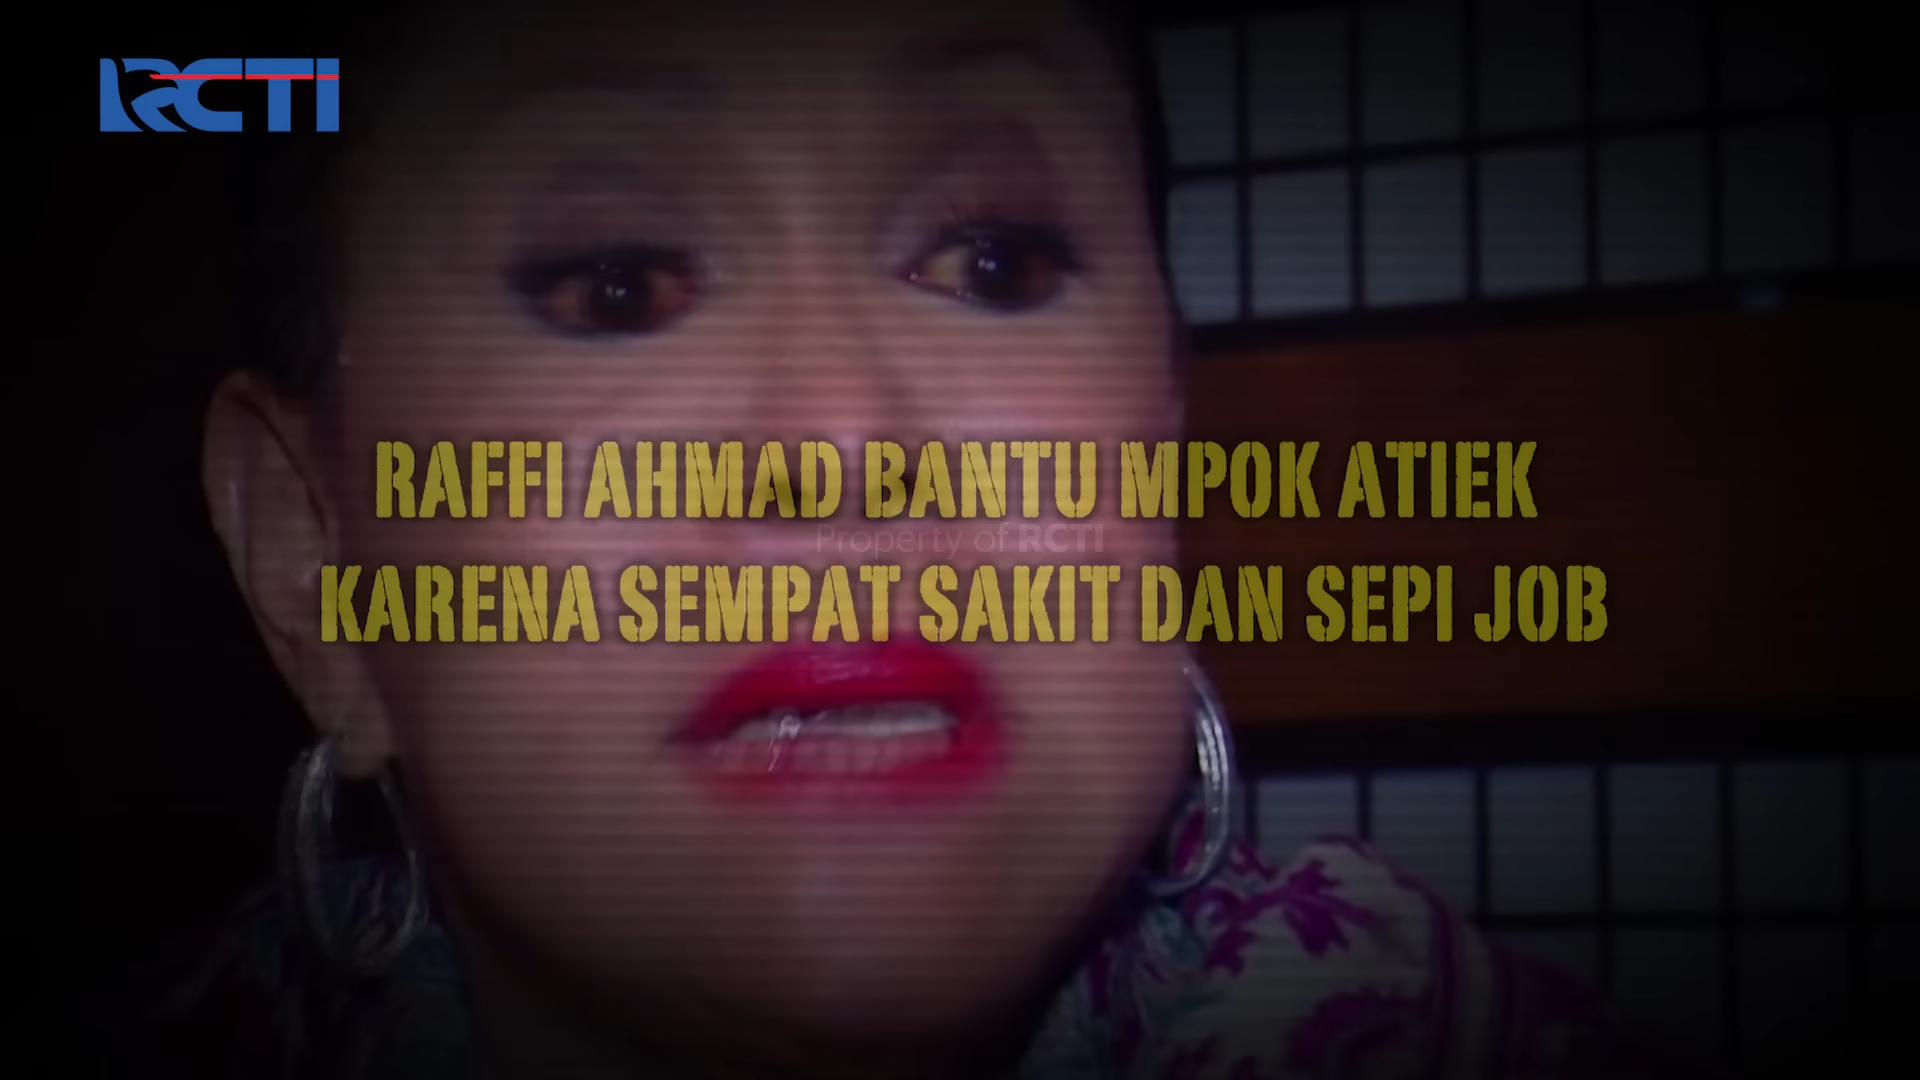 RCTI
RAFFI AHMAD BANTU MPOK ATIEK
Property of RCTI
KARENA SEMPAT SAKIT DAN SEPI JOB